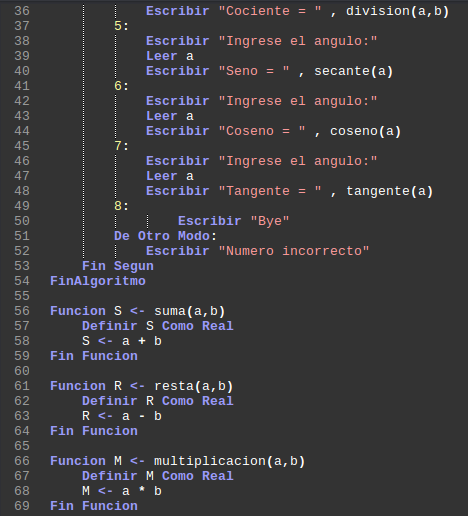 36 Escribir "Cociente = " , division(a,b)
37 5:
38 Escribir "Ingrese el angulo:"
39 Leer a
40 Escribir "Seno = " , secante(a)
41 6:
42 Escribir "Ingrese el angulo:"
43 Leer a
44 Escribir "Coseno = " , coseno(a)
45 7:
46 Escribir "Ingrese el angulo:"
47 Leer a
48 Escribir "Tangente = " , tangente(a)
49 8:
50 Escribir "Bye"
51 De Otro Modo:
52 Escribir "Numero incorrecto"
53 Fin Segun
54 FinAlgoritmo
55
56 Funcion S <- suma(a,b)
57 Definir S Como Real
58 S <- a + b
59 Fin Funcion
60
61 Funcion R <- resta(a,b)
62 Definir R Como Real
63 R <- a - b
64 Fin Funcion
65
66 Funcion M <- multiplicacion(a,b)
67 Definir M Como Real
68 M <- a * b
69 Fin Funcion